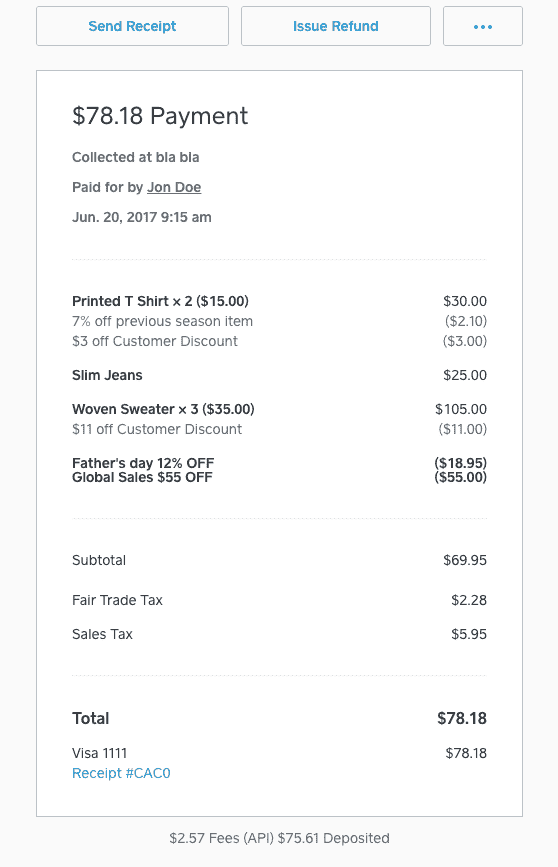 Send Receipt
Issue Refund
•••
$78.18 Payment
Collected at bla bla
Paid for by Jon Doe
Jun. 20, 2017 9:15 am
Printed T Shirt × 2 ($15.00) $30.00
7% off previous season item ($2.10)
$3 off Customer Discount ($3.00)
Slim Jeans $25.00
Woven Sweater × 3 ($35.00) $105.00
$11 off Customer Discount ($11.00)
Father's day 12% OFF ($18.95)
Global Sales $55 OFF ($55.00)
Subtotal $69.95
Fair Trade Tax $2.28
Sales Tax $5.95
Total $78.18
Visa 1111 $78.18
Receipt #CAC0
$2.57 Fees (API) $75.61 Deposited